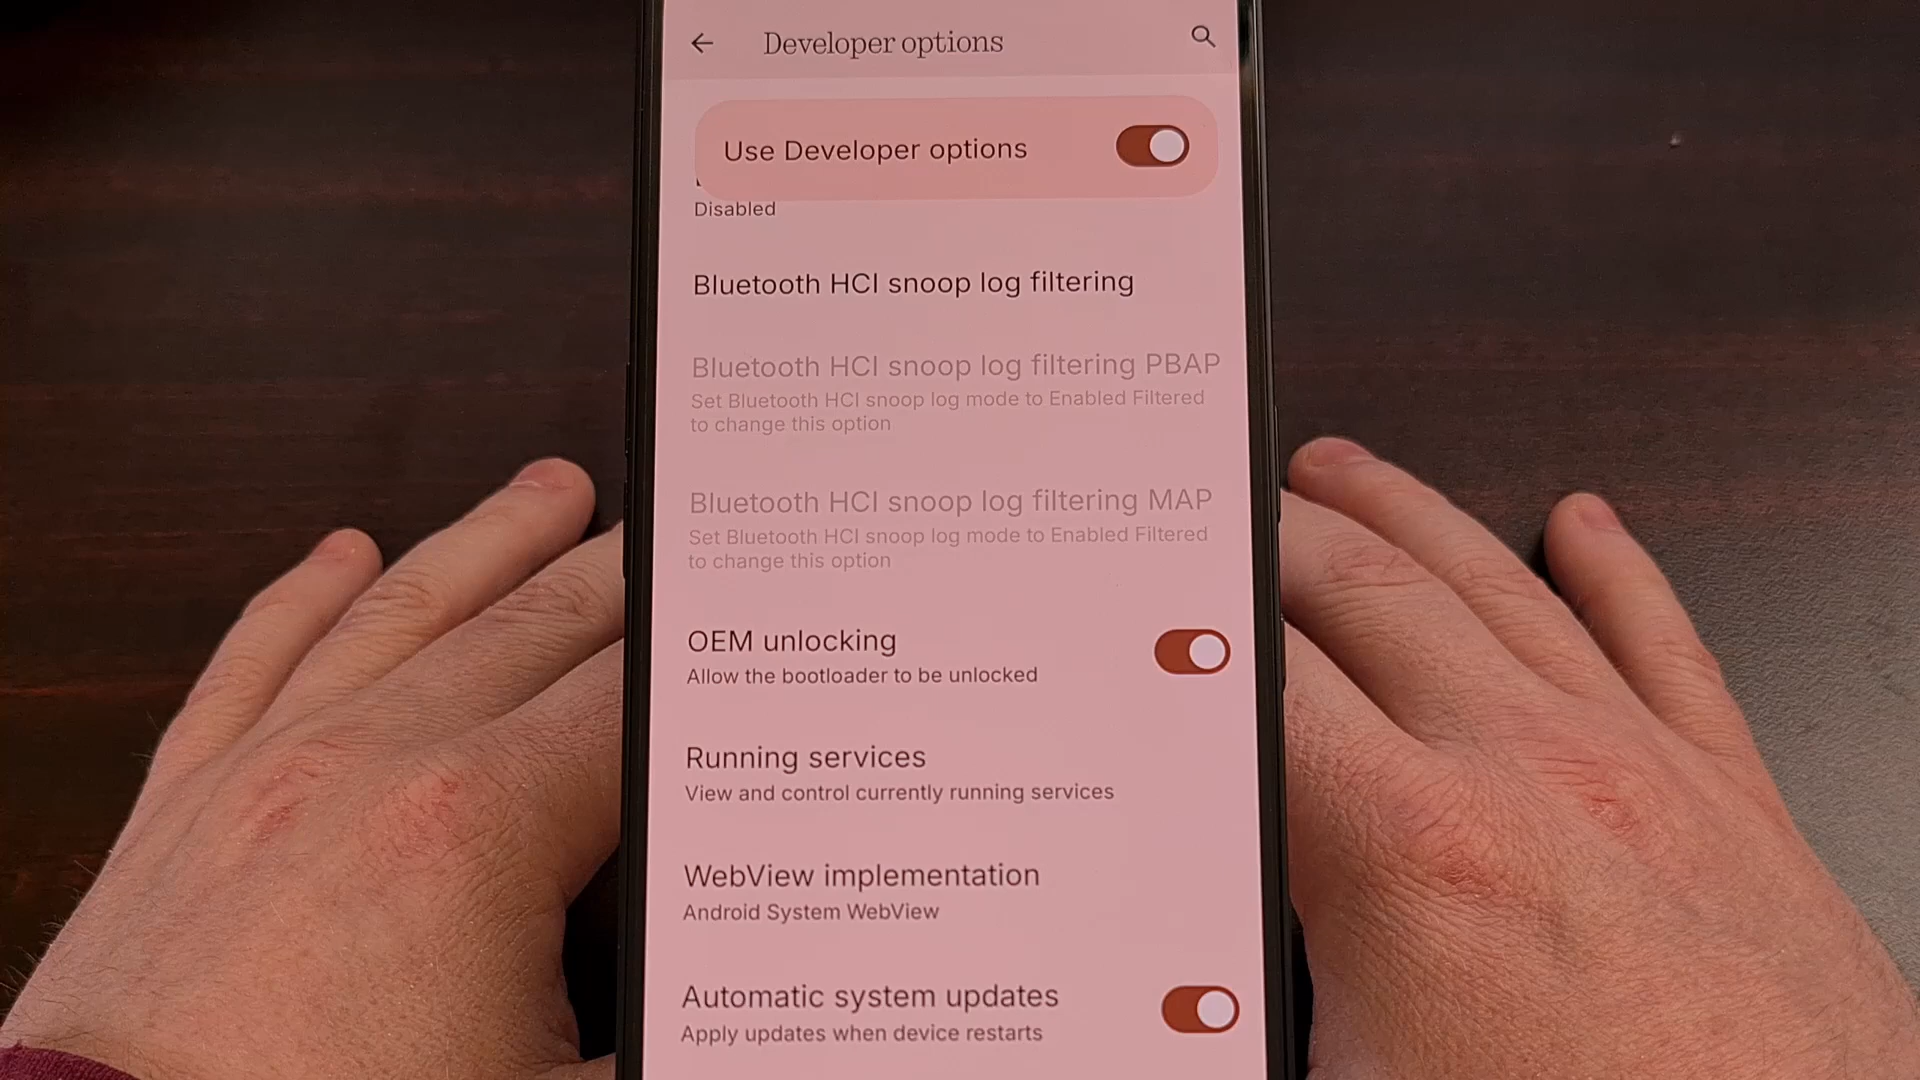 Developer options
Use Developer options
Disabled
Bluetooth HCI snoop log filtering
Bluetooth HCI snoop log filtering PBAP
Set Bluetooth HCI snoop log mode to Enabled Filtered
to change this option
Bluetooth HCI snoop log filtering MAP
Set Bluetooth HCI snoop log mode to Enabled Filtered
to change this option
OEM unlocking
Allow the bootloader to be unlocked
Running services
View and control currently running services
WebView implementation
Android System WebView
Automatic system updates
Apply updates when device restarts